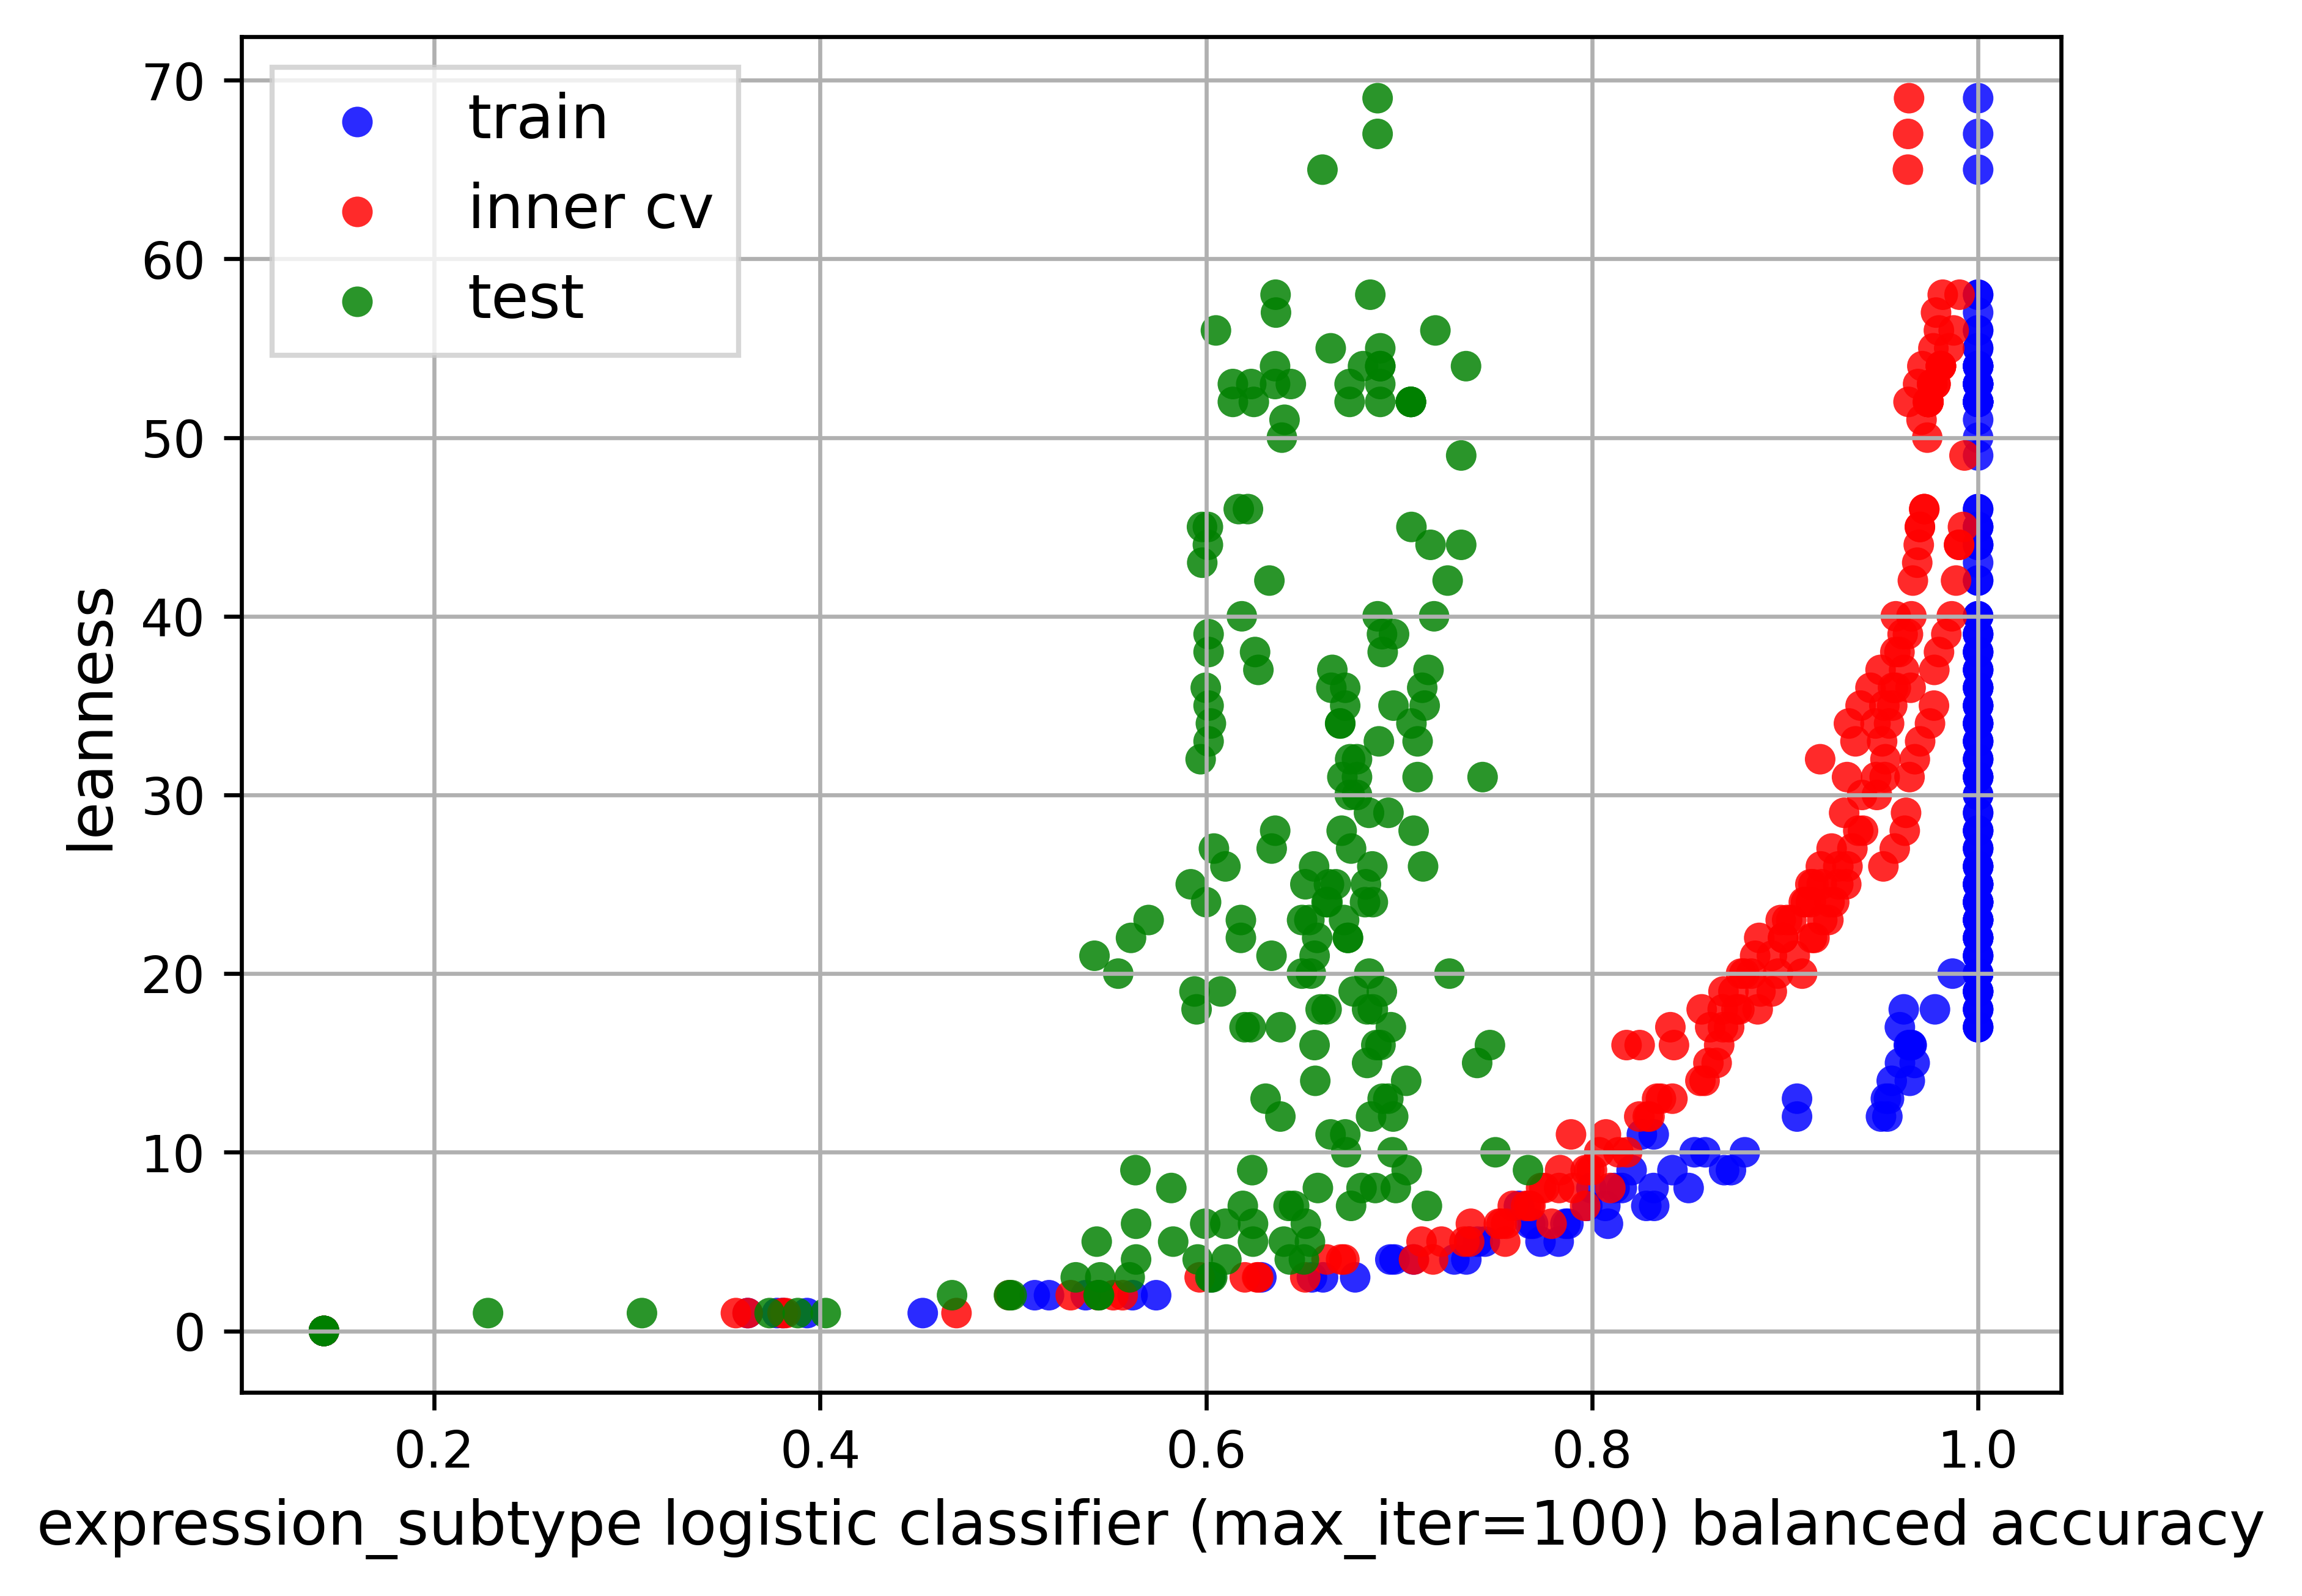 70
60
50
40
30
20
10
0
leanness
train
inner cv
test
0.2 0.4 0.6 0.8 1.0
expression_subtype logistic classifier (max_iter=100) balanced accuracy